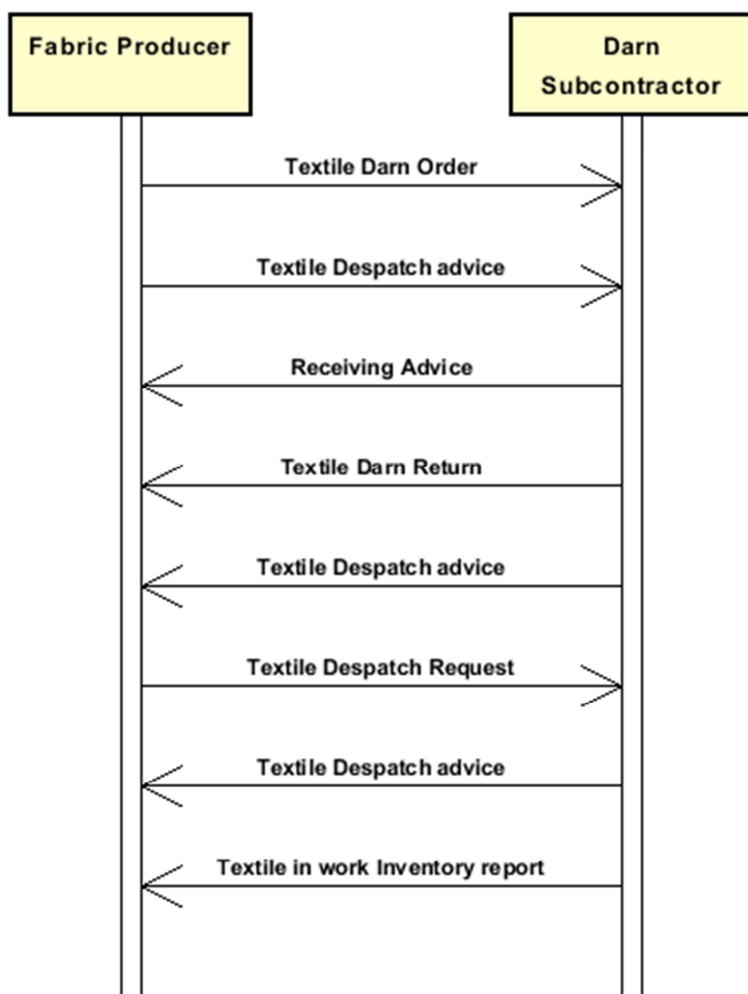 Fabric Producer
Darn
Subcontractor
Textile Darn Order
Textile Despatch advice
Receiving Advice
Textile Darn Return
Textile Despatch advice
Textile Despatch Request
Textile Despatch advice
Textile in work Inventory report